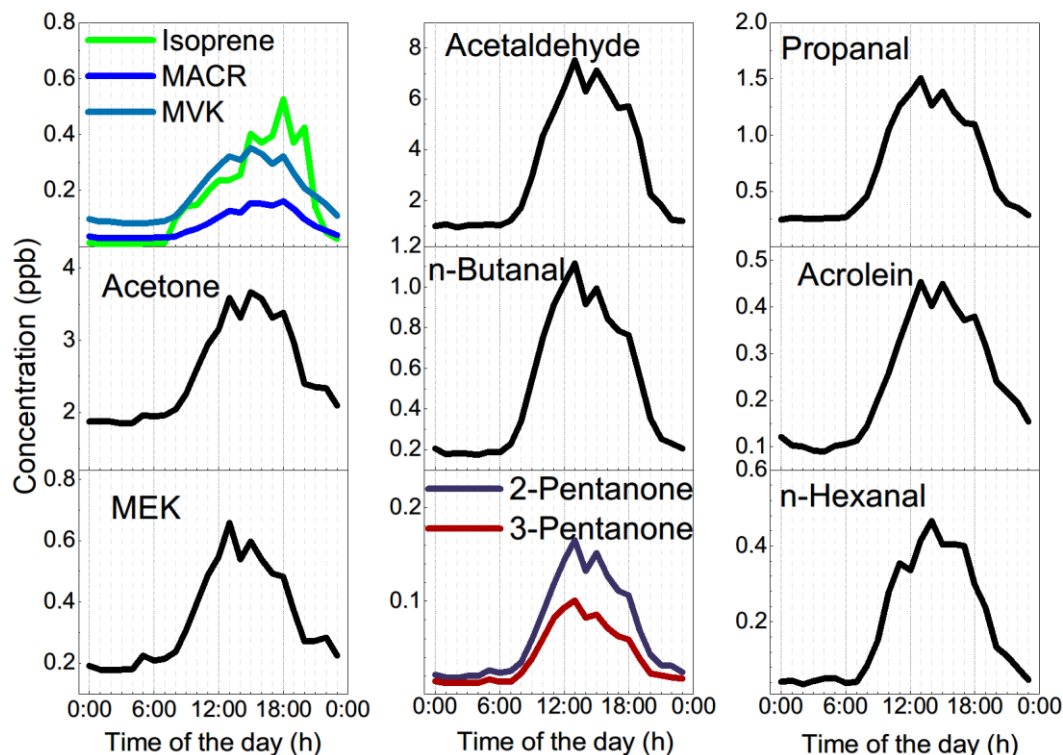 Concentration (ppb)
0.8
0.6
0.4
0.2
Isoprene
MACR
MVK
8
6
4
2
Acetaldehyde
2.0
1.5
1.0
0.5
Propanal
4
2
Acetone
1.2
1.0
0.8
0.6
0.4
0.2
n-Butanal
0.5
0.4
0.3
0.2
0.1
Acrolein
0.8
0.6
0.4
0.2
MEK
0.2
0.1
2-Pentanone
3-Pentanone
0.6
0.4
0.2
n-Hexanal
0:00 6:00 12:00 18:00 0:00
0:00 6:00 12:00 18:00 0:00
0:00 6:00 12:00 18:00 0:00
Time of the day (h)
Time of the day (h)
Time of the day (h)